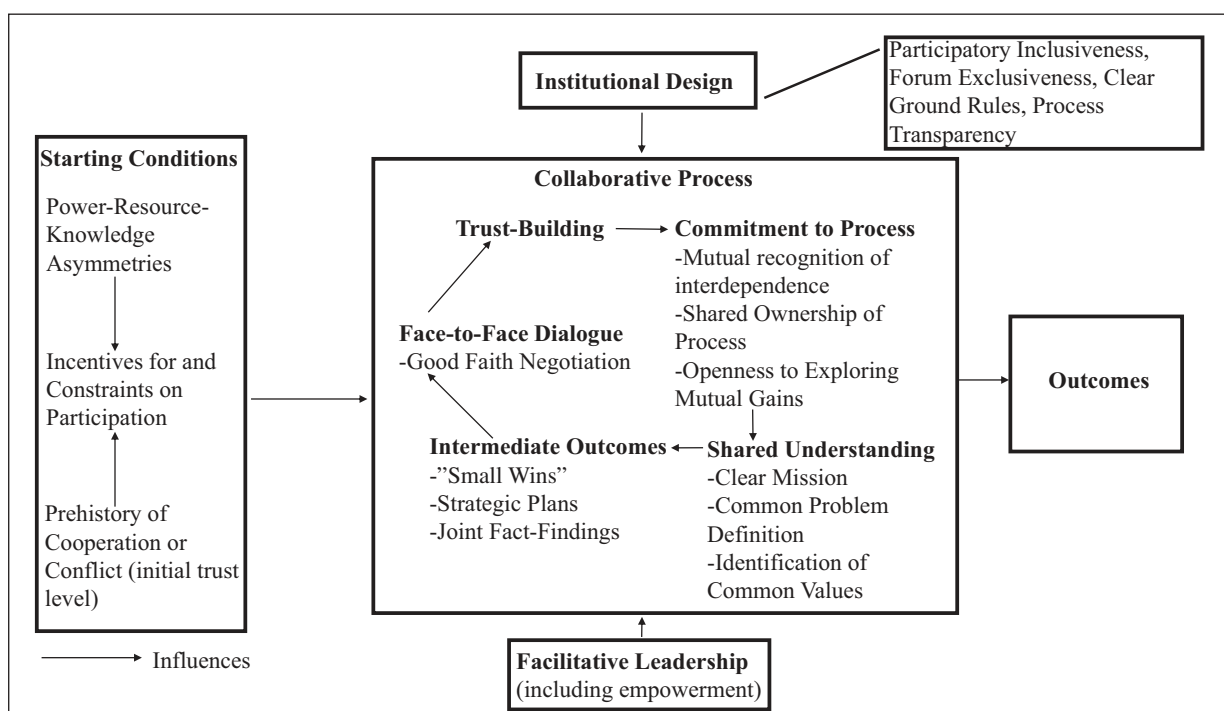 Participatory Inclusiveness,
Forum Exclusiveness, Clear
Ground Rules, Process
Transparency
Institutional Design
Starting Conditions
Power-Resource-
Knowledge
Asymmetries
Incentives for and
Constraints on
Participation
Prehistory of
Cooperation or
Conflict (initial trust
level)
Influences
Collaborative Process
Trust-Building
Commitment to Process
-Mutual recognition of
interdependence
-Shared Ownership of
Process
-Openness to Exploring
Mutual Gains
Face-to-Face Dialogue
-Good Faith Negotiation
Intermediate Outcomes
-”Small Wins”
-Strategic Plans
-Joint Fact-Findings
Shared Understanding
-Clear Mission
-Common Problem
Definition
-Identification of
Common Values
Outcomes
Facilitative Leadership
(including empowerment)